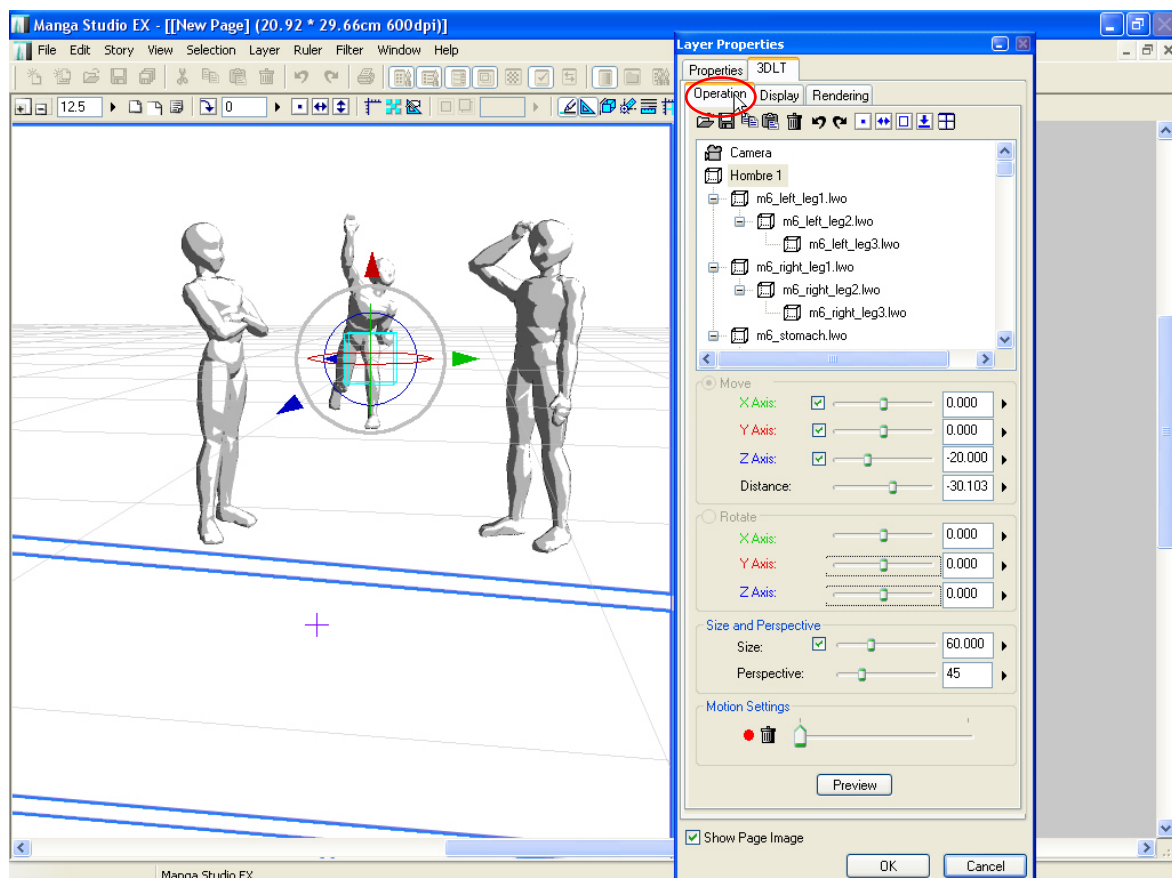 Manga Studio EX - [[New Page] (20.92 * 29.66cm 600dpi)]
File Edit Story View Selection Layer Ruler Filter Window Help
12.5 0
Layer Properties
Properties 3DLT
Operation Display Rendering
Camera
Hombre 1
m6_left_leg1.lwo
m6_left_leg2.lwo
m6_left_leg3.lwo
m6_right_leg1.lwo
m6_right_leg2.lwo
m6_right_leg3.lwo
m6_stomach.lwo
Move
X Axis: 0.000
Y Axis: 0.000
Z Axis: -20.000
Distance: -30.103
Rotate
X Axis: 0.000
Y Axis: 0.000
Z Axis: 0.000
Size and Perspective
Size: 60.000
Perspective: 45
Motion Settings
Preview
Show Page Image
OK Cancel
Manga Studio EX